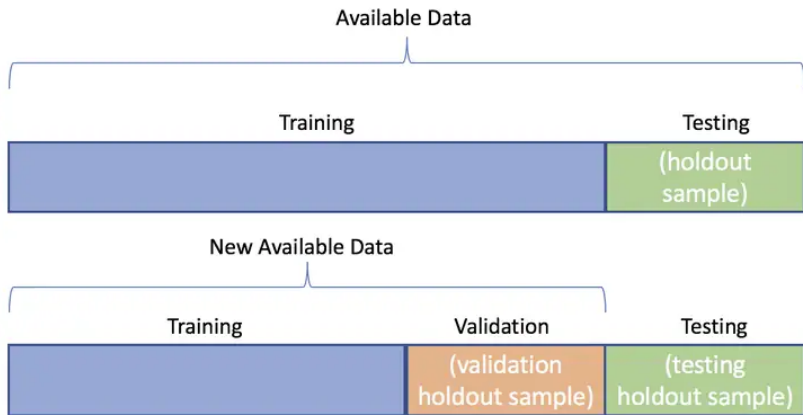 Available Data
Training Testing
(holdout
sample)
New Available Data
Training Validation Testing
(validation
holdout sample)
(testing
holdout sample)